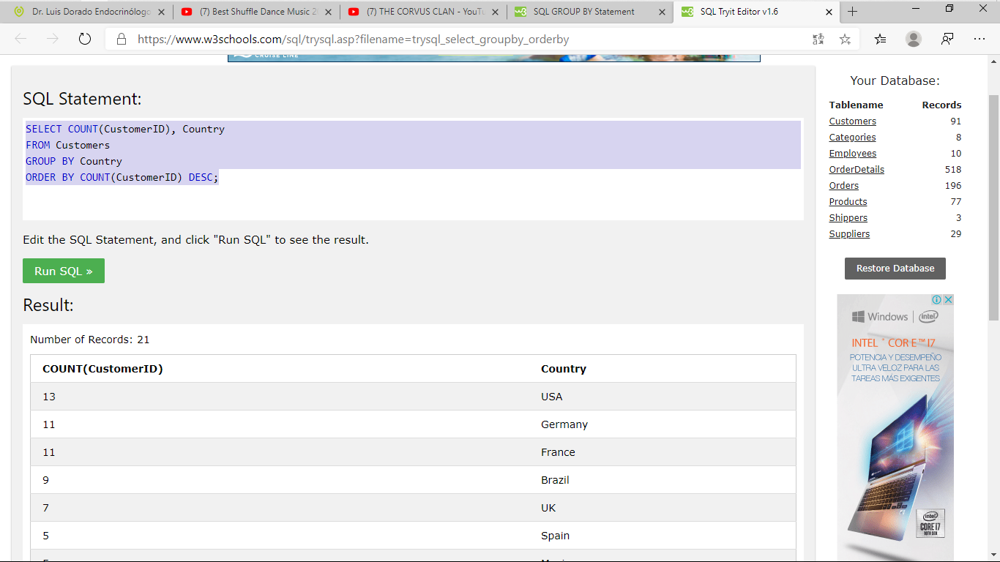 Dr. Luis Dorado Endocrinólogo
(7) Best Shuffle Dance Music 2
(7) THE CORVUS CLAN - YouTu
SQL GROUP BY Statement
SQL Tryit Editor v1.6
https://www.w3schools.com/sql/trysql.asp?filename=trysql_select_groupby_orderby
CRUISE LINE
SQL Statement:
SELECT COUNT(CustomerID), Country
FROM Customers
GROUP BY Country
ORDER BY COUNT(CustomerID) DESC;
Edit the SQL Statement, and click "Run SQL" to see the result.
Run SQL »
Result:
Number of Records: 21
COUNT(CustomerID) Country
13 USA
11 Germany
11 France
9 Brazil
7 UK
5 Spain
Your Database:
Tablename Records
Customers 91
Categories 8
Employees 10
OrderDetails 518
Orders 196
Products 77
Shippers 3
Suppliers 29
Restore Database
Windows | intel
INTEL® CORE™ I7
POTENCIA Y DESEMPEÑO
ULTRA VELOZ PARA LAS
TAREAS MÁS EXIGENTES
intel
CORE i7
10TH GEN